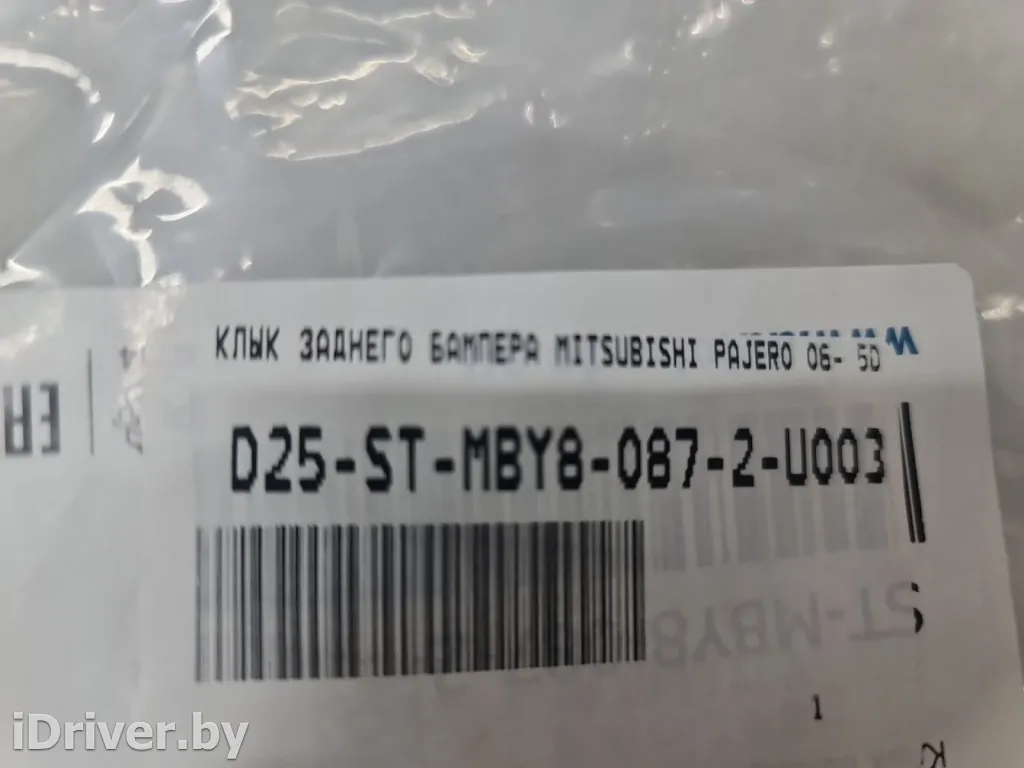 КЛЫК ЗАДНЕГО БАМПЕРА MITSUBISHI PAJERO 06- 5D
D25-ST-MBY8-087-2-U003
ST-MBY8
1
iDriver.by